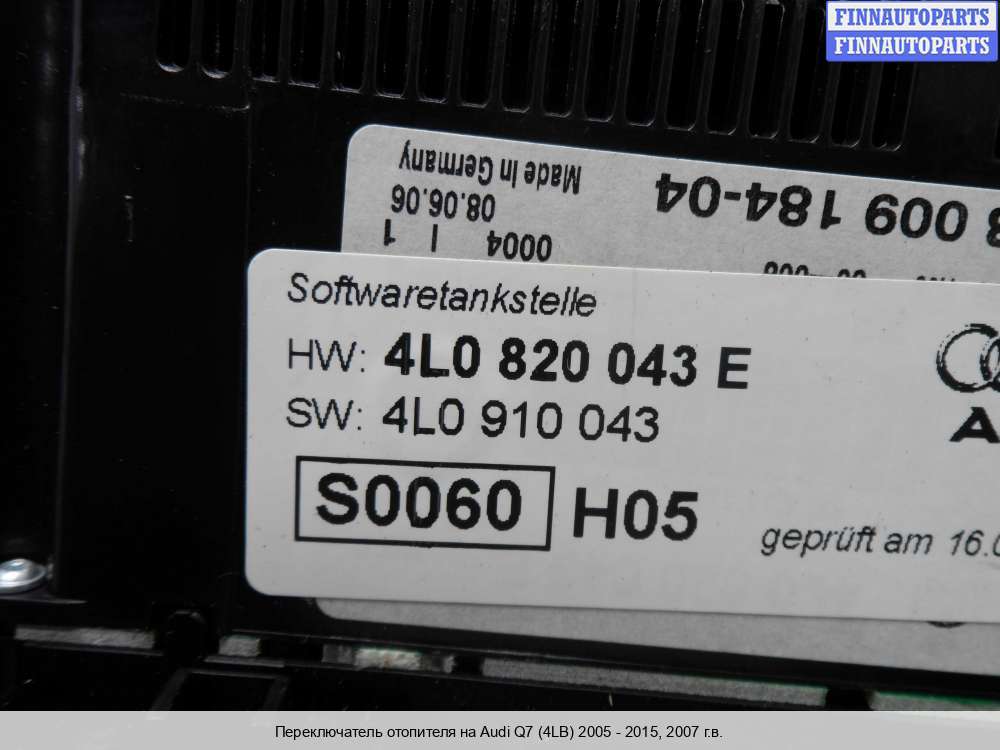 FINNAUTOPARTS
FINNAUTOPARTS
Made In Germany
08.06.06
1 I 0004
009 184-04
Softwaretankstelle
HW: 4L0 820 043 E
SW: 4L0 910 043
S0060 H05
geprüft am 16.
Переключатель отопителя на Audi Q7 (4LB) 2005 - 2015, 2007 г.в.